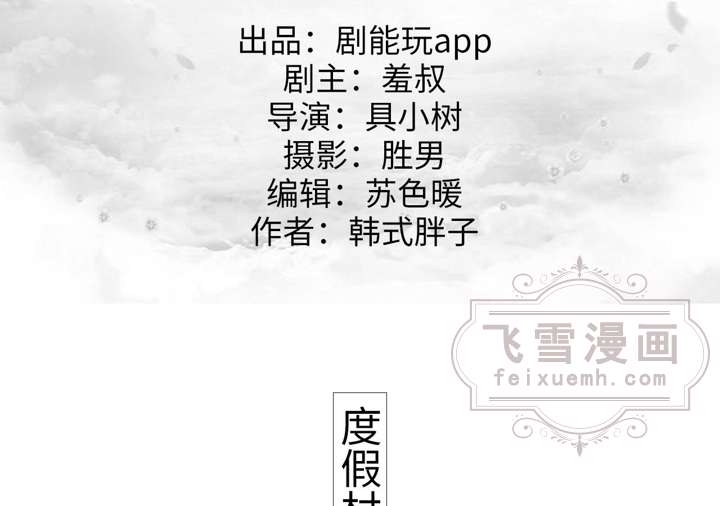 出品：剧能玩app
剧主：羞叔
导演：具小树
摄影：胜男
编辑：苏色暖
作者：韩式胖子
飞雪漫画
feixuemh.com
度假村